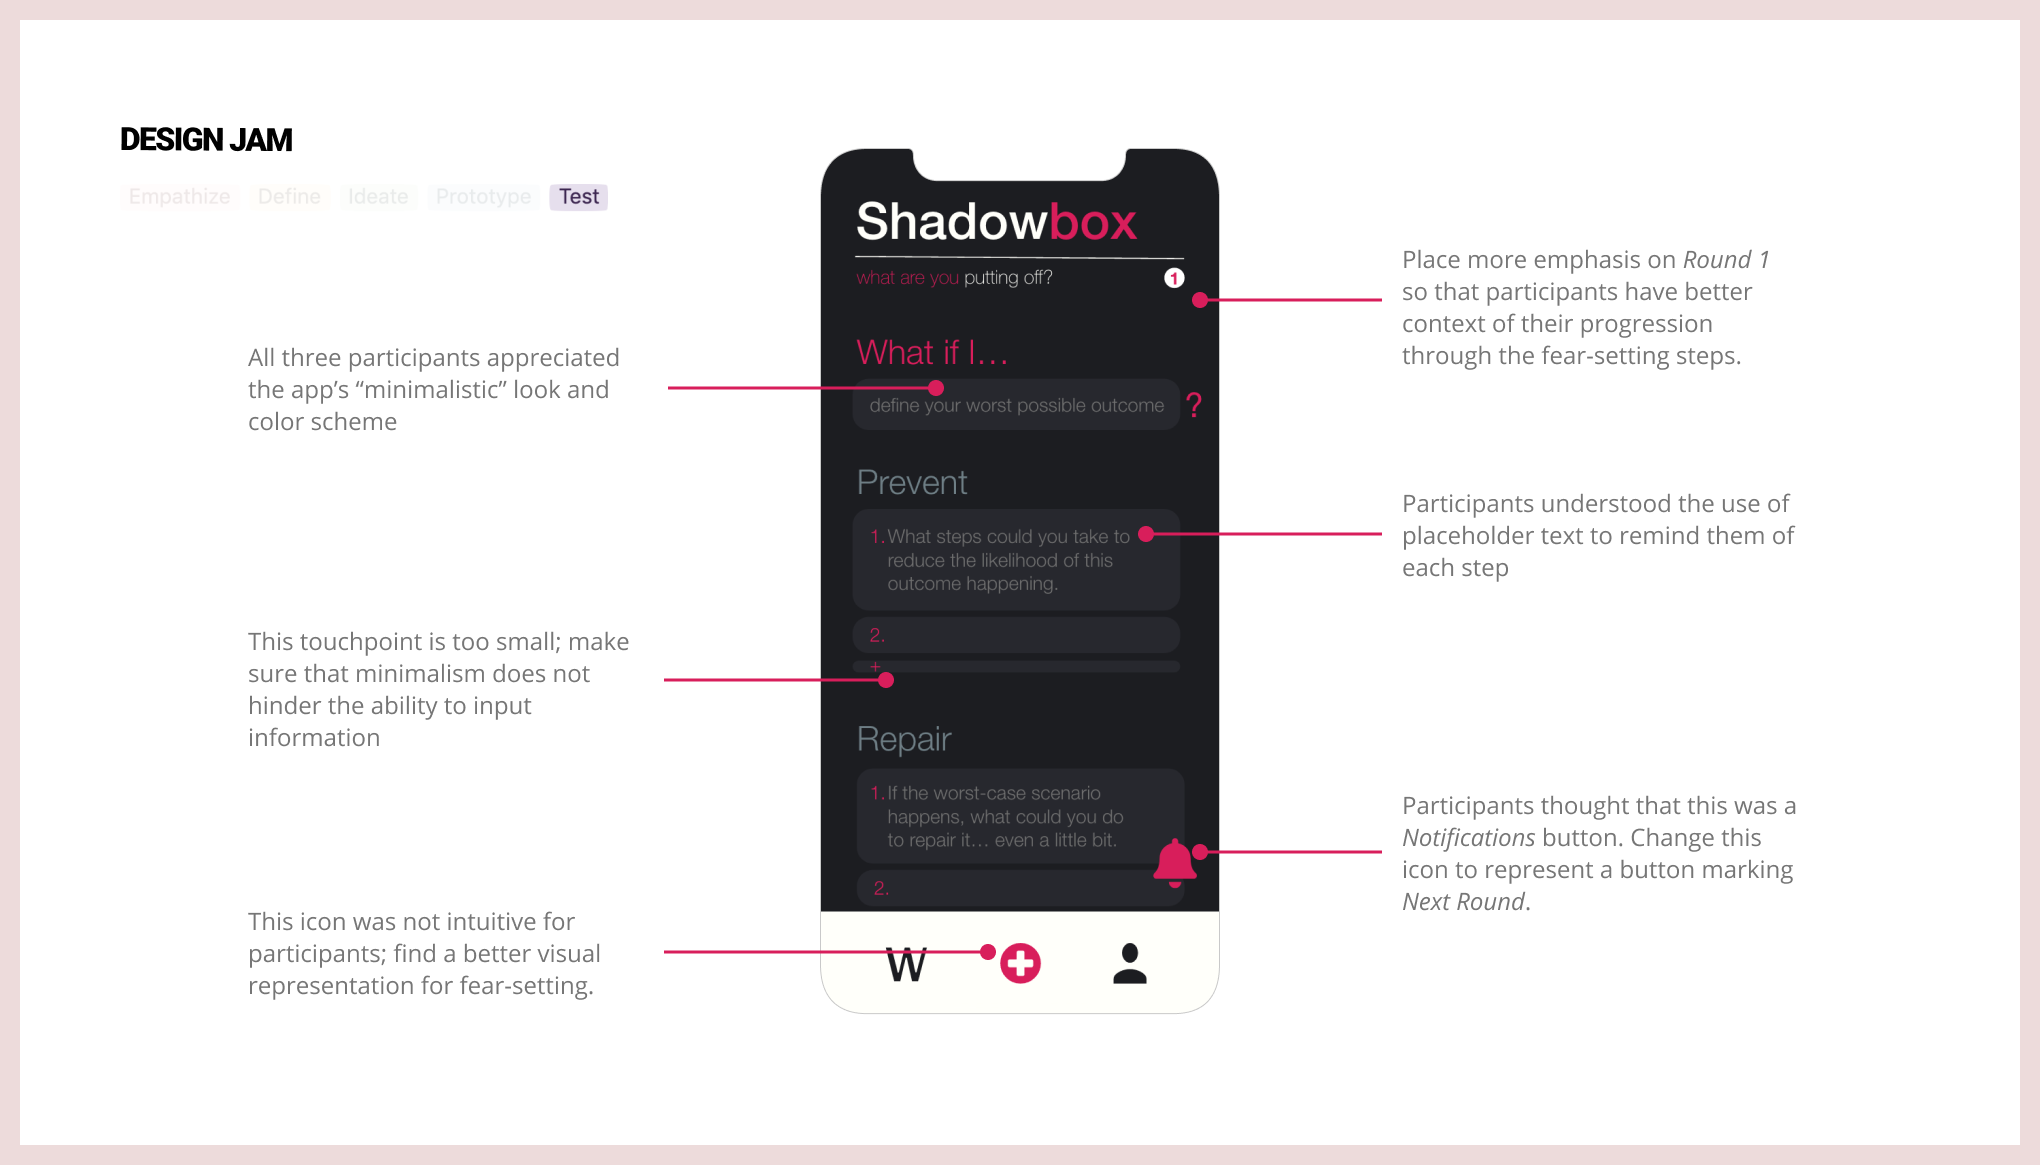 DESIGN JAM
Empathize Define Ideate Prototype Test
All three participants appreciated
the app's “minimalistic” look and
color scheme
This touchpoint is too small; make
sure that minimalism does not
hinder the ability to input
information
This icon was not intuitive for
participants; find a better visual
representation for fear-setting.
Shadowbox
what are you putting off? 1
What if I...
define your worst possible outcome ?
Prevent
1. What steps could you take to
reduce the likelihood of this
outcome happening.
2.
+
Repair
1. If the worst-case scenario
happens, what could you do
to repair it... even a little bit.
2.
W
Place more emphasis on Round 1
so that participants have better
context of their progression
through the fear-setting steps.
Participants understood the use of
placeholder text to remind them of
each step
Participants thought that this was a
Notifications button. Change this
icon to represent a button marking
Next Round.